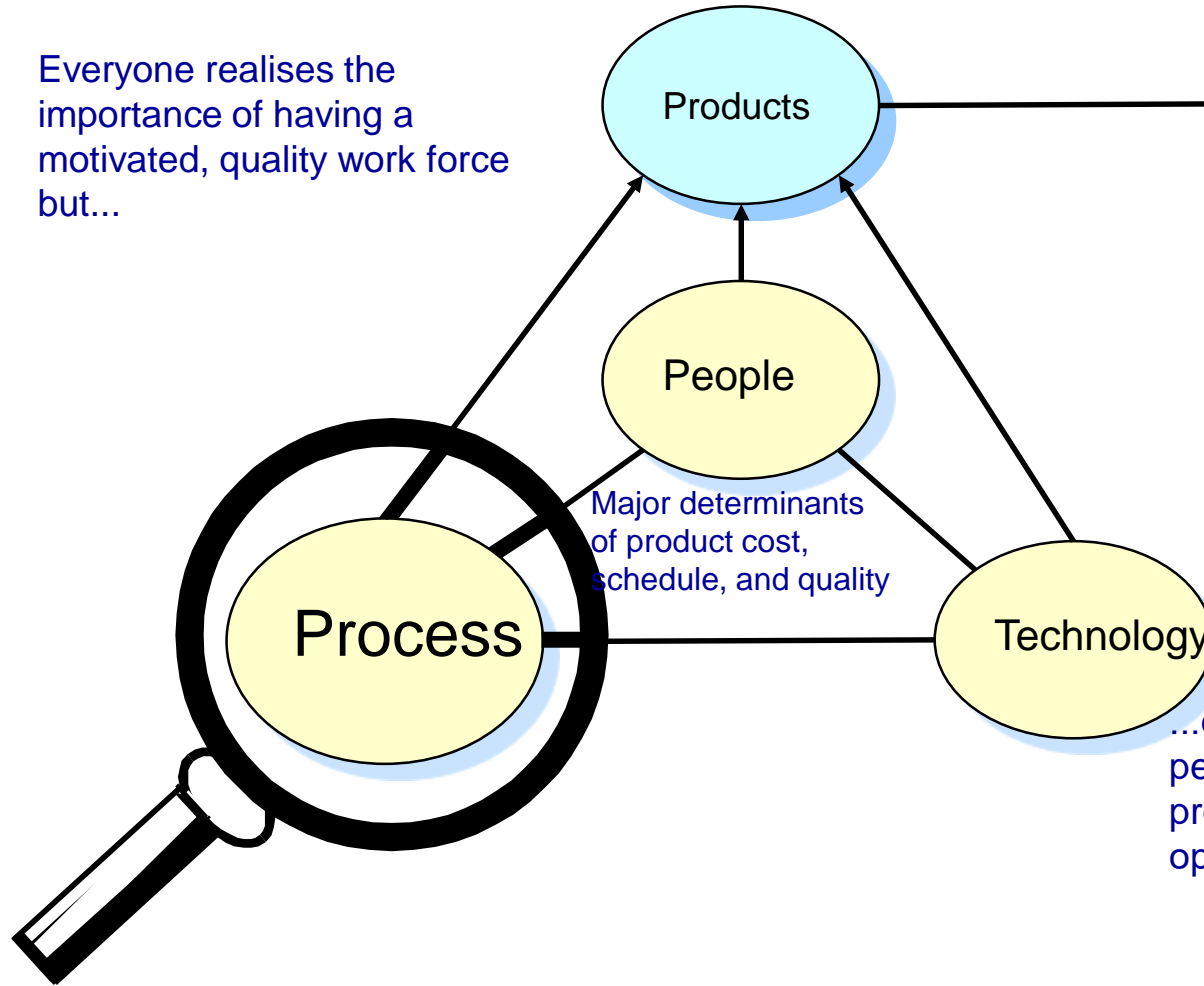 Everyone realises the
importance of having a
motivated, quality work force
but...
Products
People
Major determinants
of product cost,
schedule, and quality
Process
Technology